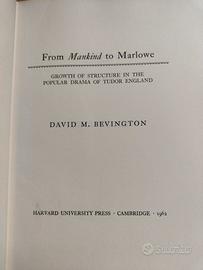 From Mankind to Marlowe
GROWTH OF STRUCTURE IN THE
POPULAR DRAMA OF TUDOR ENGLAND
DAVID M. BEVINGTON
HARVARD UNIVERSITY PRESS · CAMBRIDGE · 1962
subito